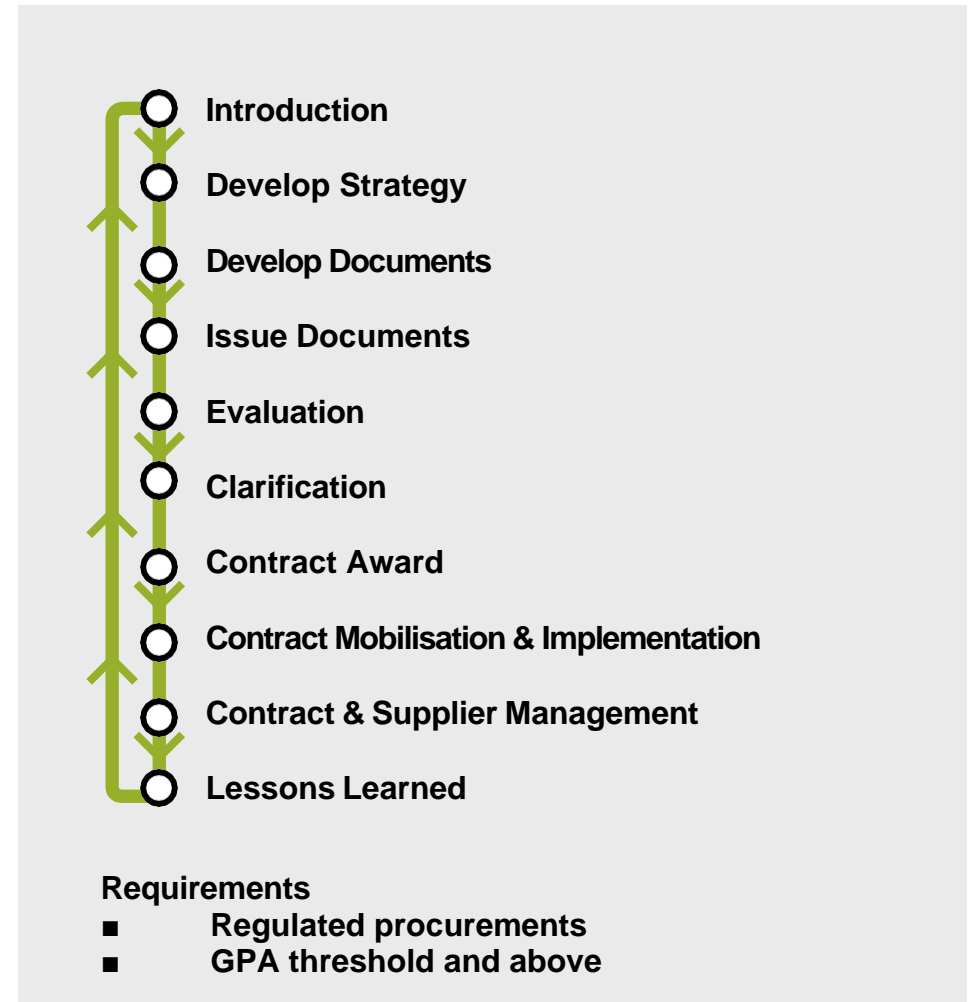 Introduction
Develop Strategy
Develop Documents
Issue Documents
Evaluation
Clarification
Contract Award
Contract Mobilisation & Implementation
Contract & Supplier Management
Lessons Learned
Requirements
■ Regulated procurements
■ GPA threshold and above